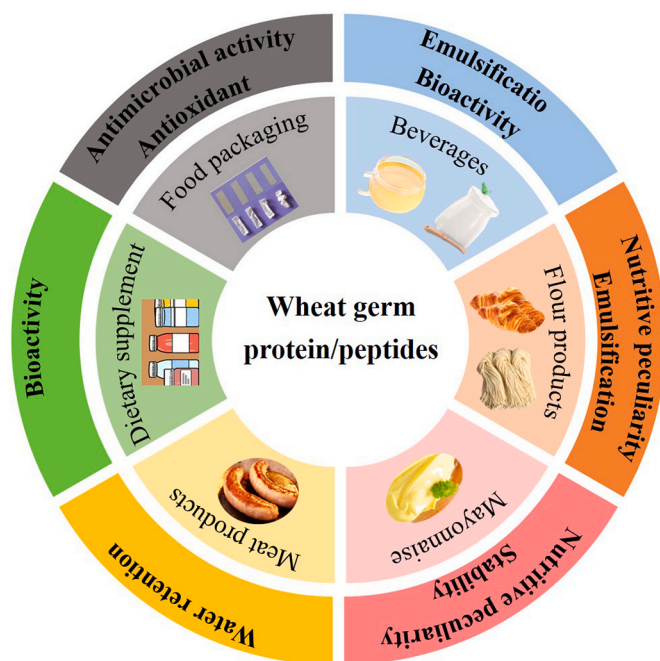 Wheat germ
protein/peptides
Emulsificatio
Bioactivity
Beverages
Nutritive peculiarity
Emulsification
Flour products
Nutritive peculiarity
Stability
Mayonnaise
Water retention
Meat products
Bioactivity
Dietary supplement
Antimicrobial activity
Antioxidant
Food packaging